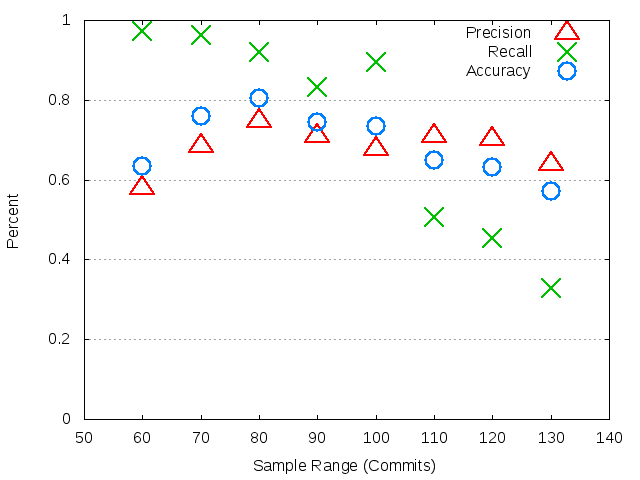 Precision
Recall
Accuracy
1
0.8
0.6
0.4
0.2
0
Percent
50 60 70 80 90 100 110 120 130 140
Sample Range (Commits)